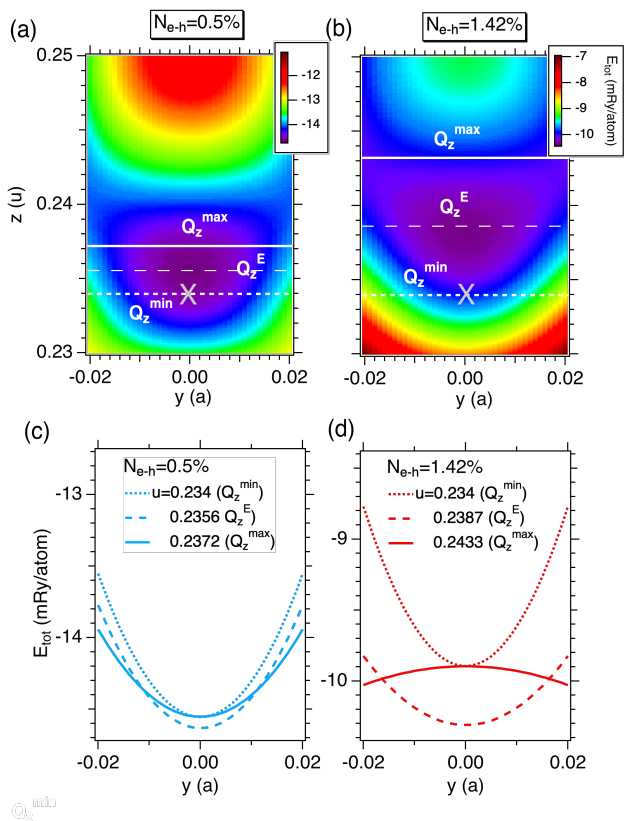 (a)
N_e-h=0.5%
(b)
N_e-h=1.42%
0.25
0.24
0.23
z (u)
-12
-13
-14
-7
-8
-9
-10
E_tot (mRy/atom)
Q_z^max
Q_z^E
Q_z^min
Q_z^max
Q_z^E
Q_z^min
X
X
-0.02
0.00
0.02
y (a)
-0.02
0.00
0.02
y (a)
(c)
N_e-h=0.5%
u=0.234 (Q_z^min)
0.2356 Q_z^E)
0.2372 (Q_z^max)
-13
-14
E_tot (mRy/atom)
-0.02
0.00
0.02
y (a)
(d)
N_e-h=1.42%
u=0.234 (Q_z^min)
0.2387 (Q_z^E)
0.2433 (Q_z^max)
-9
-10
-0.02
0.00
0.02
y (a)
Q_z^min